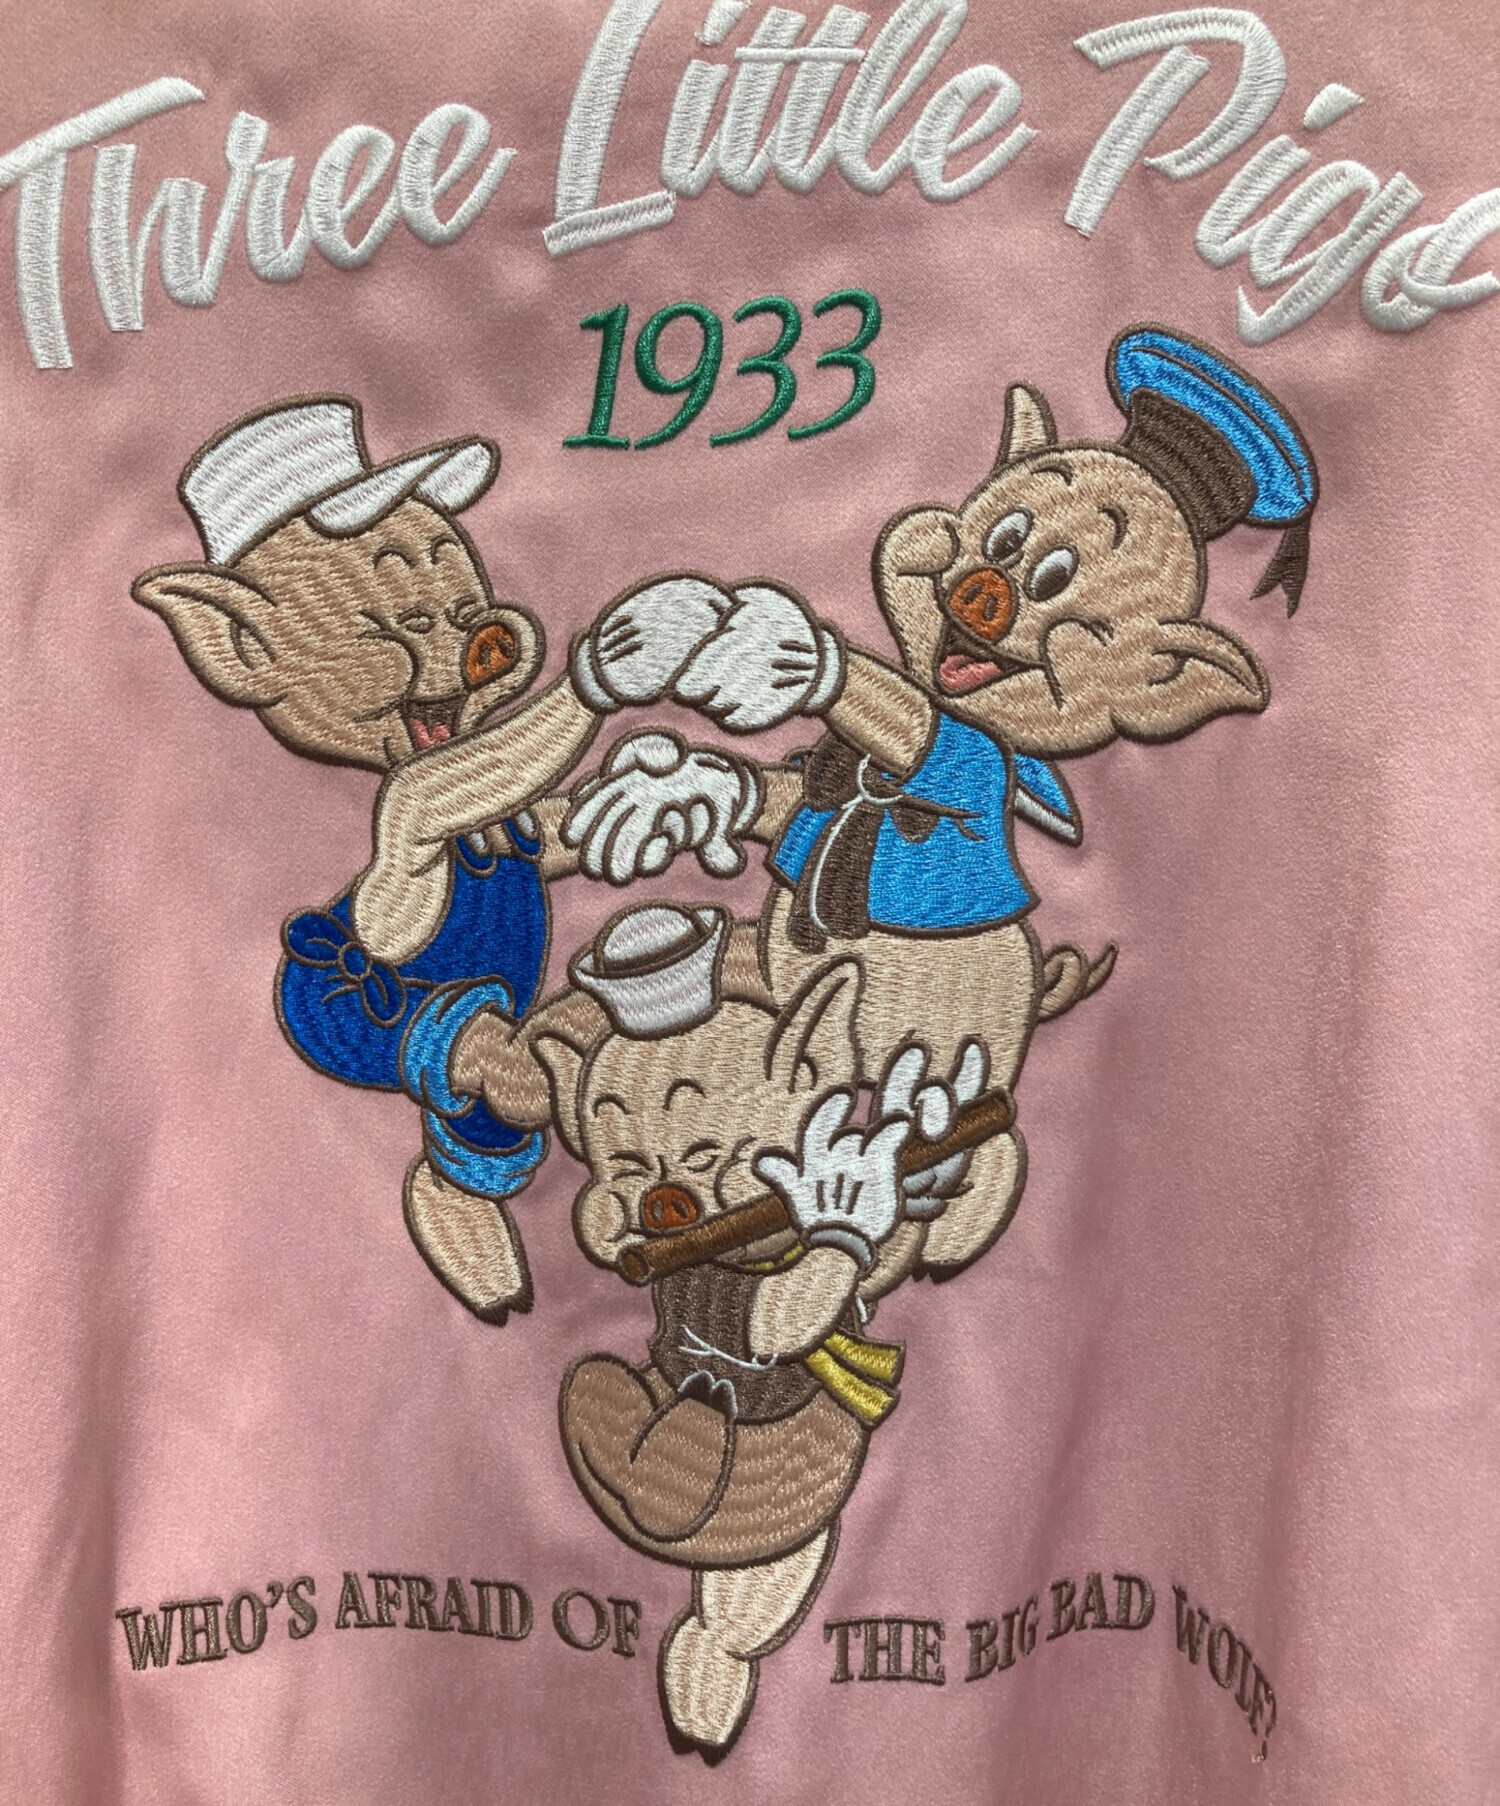 Three Little Pigs
1933
WHO'S AFRAID OF THE BIG BAD WOLF?